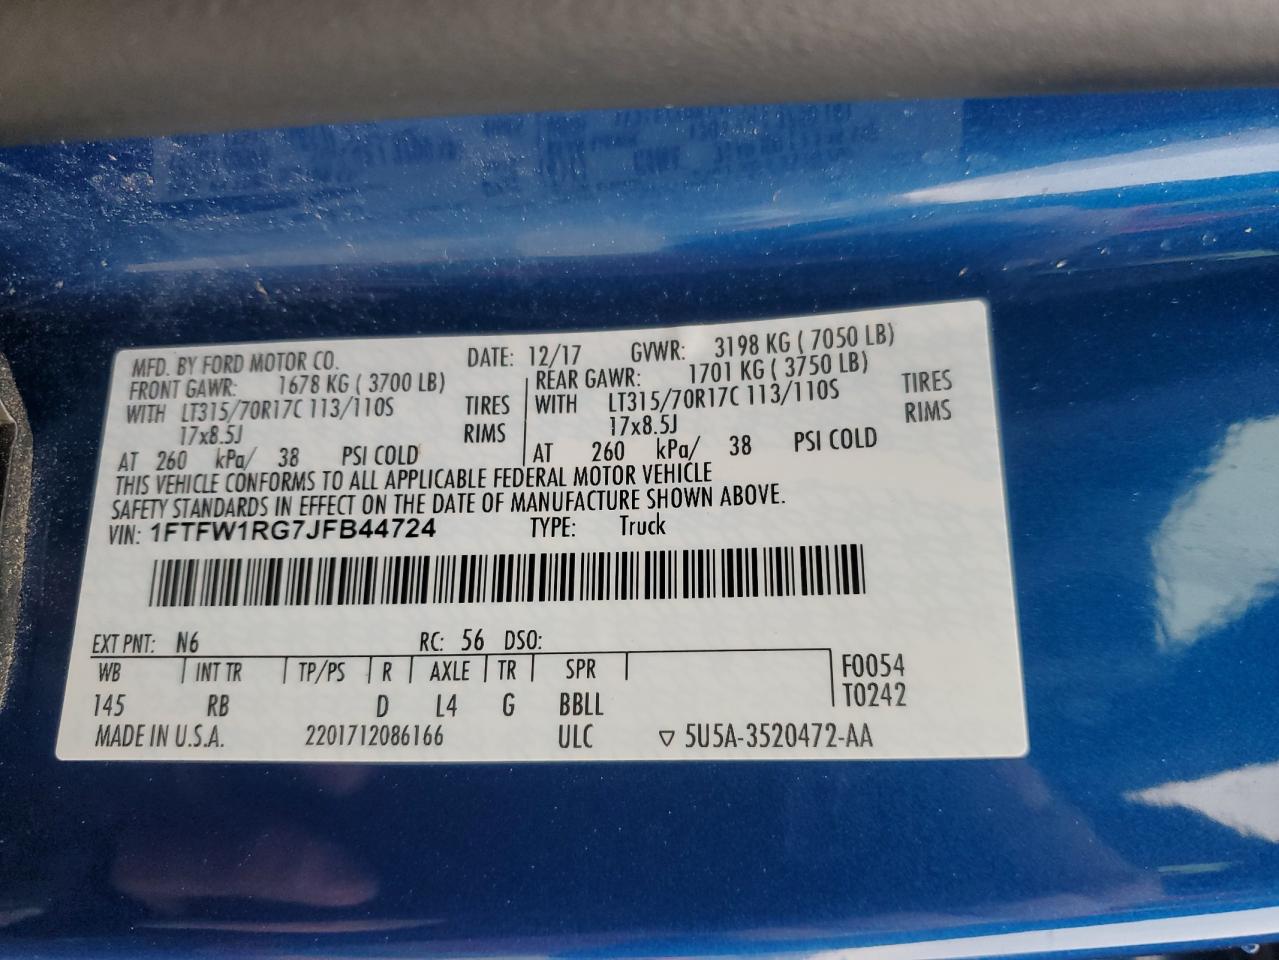 MFD. BY FORD MOTOR CO. DATE: 12/17 GVWR: 3198 KG ( 7050 LB)
FRONT GAWR: 1678 KG ( 3700 LB) REAR GAWR: 1701 KG ( 3750 LB)
WITH LT315/70R17C 113/110S TIRES WITH LT315/70R17C 113/110S TIRES
17x8.5J RIMS 17x8.5J RIMS
AT 260 kPa/ 38 PSI COLD AT 260 kPa/ 38 PSI COLD
THIS VEHICLE CONFORMS TO ALL APPLICABLE FEDERAL MOTOR VEHICLE
SAFETY STANDARDS IN EFFECT ON THE DATE OF MANUFACTURE SHOWN ABOVE.
VIN: 1FTFW1RG7JFB44724 TYPE: Truck
EXT PNT: N6 RC: 56 DSO:
WB INT TR TP/PS R AXLE TR SPR F0054
145 RB D L4 G BBLL T0242
MADE IN U.S.A. 2201712086166 ULC ▽ 5U5A-3520472-AA